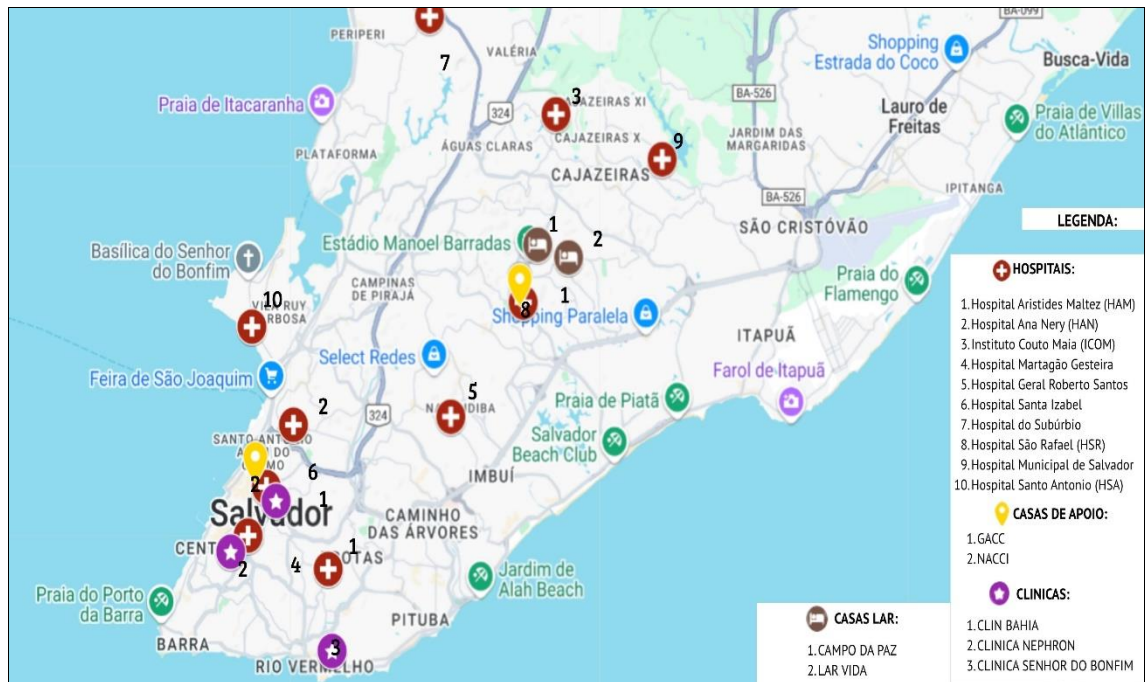 BA-099
PERIPERI
VALÉRIA
Shopping
Estrada do Coco
Busca-Vida
7
3
Praia de Itacaranha
CAJAZEIRAS XI
BA-526
Lauro de
Freitas
Praia de Villas
do Atlântico
324
PLATAFORMA
ÁGUAS CLARAS
CAJAZEIRAS X
9
JARDIM DAS
MARGARIDAS
CAJAZEIRAS
IPITANGA
BA-526
SÃO CRISTÓVÃO
LEGENDA:
1
Estádio Manoel Barradas
2
Basílica do Senhor
do Bonfim
HOSPITAIS:
CAMPINAS
DE PIRAJÁ
Praia do
Flamengo
1
10
8
Shopping Paralela
ITAPUÃ
1.Hospital Aristides Maltez (HAM)
2.Hospital Ana Nery (HAN)
3.Instituto Couto Maia (ICOM)
4.Hospital Martagão Gesteira
5.Hospital Geral Roberto Santos
6.Hospital Santa Izabel
7.Hospital do Subúrbio
8.Hospital São Rafael (HSR)
9.Hospital Municipal de Salvador
10.Hospital Santo Antonio (HSA)
Select Redes
Feira de São Joaquim
Farol de Itapuã
5
2
324
Praia de Piatã
SANTO ANTÔNIO
Salvador
Beach Club
6
IMBUÍ
2
1
Salvador
CAMINHO
DAS ÁRVORES
CASAS DE APOIO:
1.GACC
2.NACCI
1
2
4
Jardim de
Alah Beach
Praia do Porto
da Barra
CLINICAS:
PITUBA
CASAS LAR:
1.CLIN BAHIA
2.CLINICA NEPHRON
3.CLINICA SENHOR DO BONFIM
BARRA
3
RIO VERMELHO
1.CAMPO DA PAZ
2.LAR VIDA